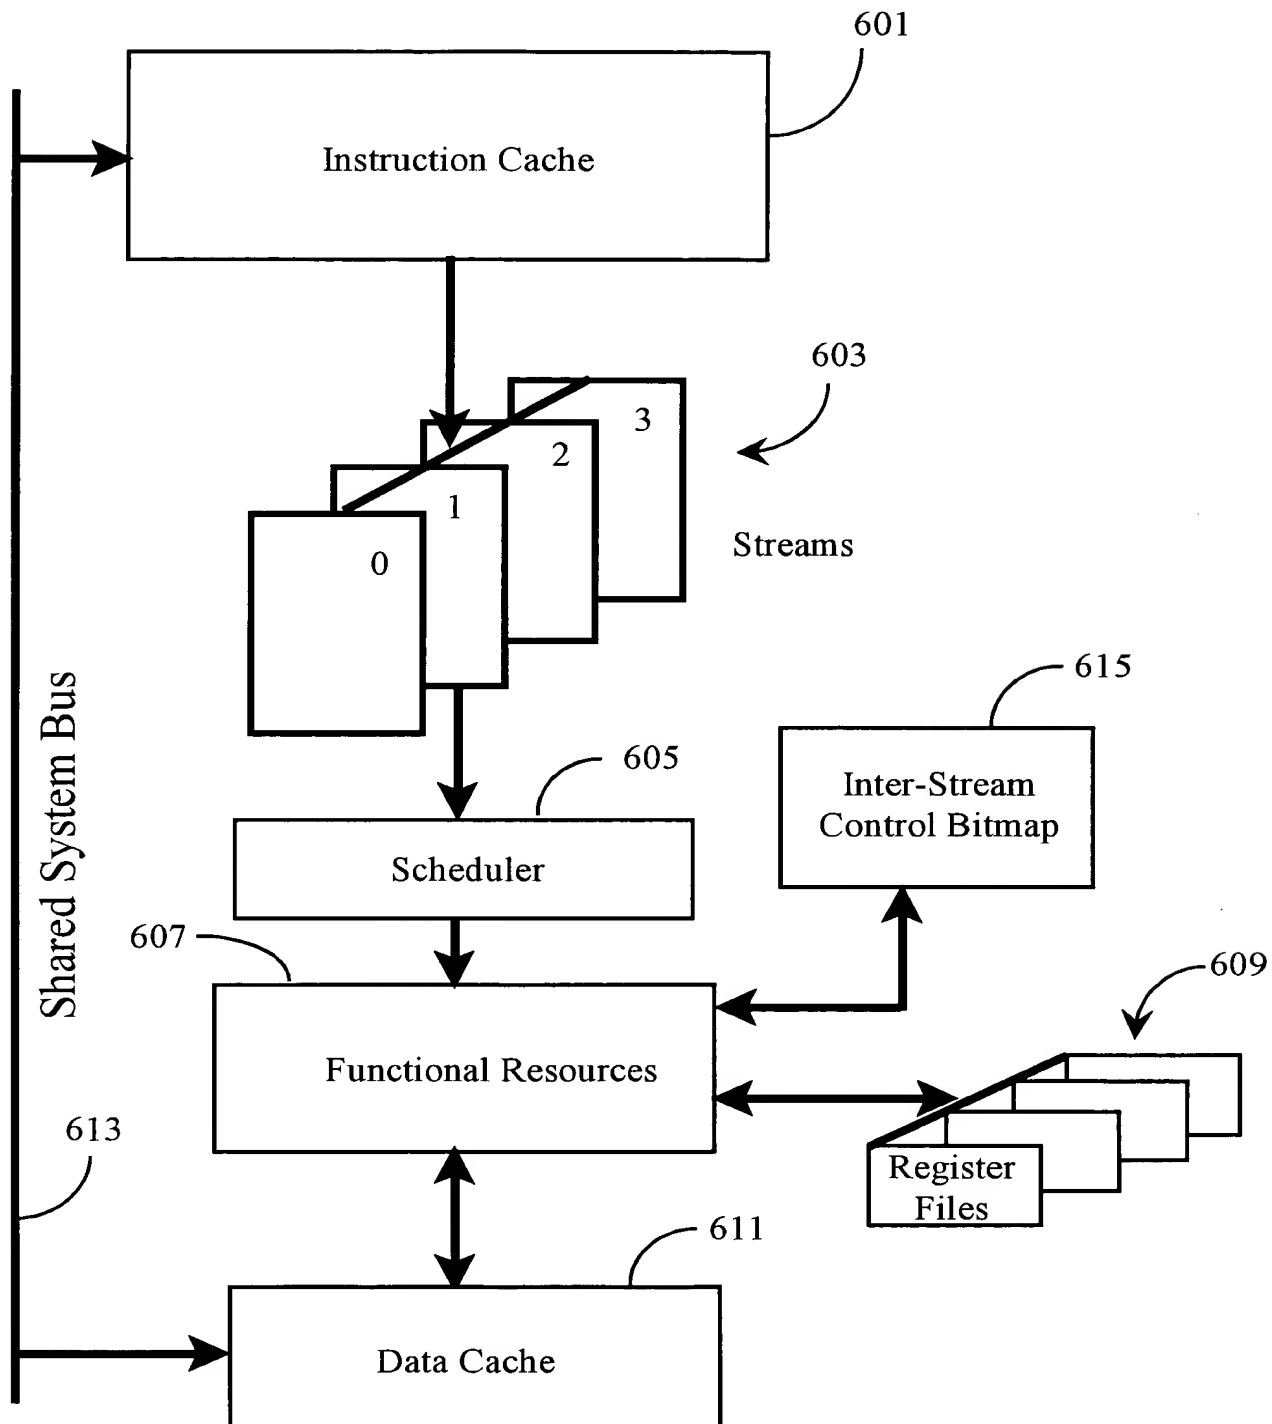 601
Instruction Cache
603
3
2
1
0
Streams
615
Shared System Bus
605
Inter-Stream
Control Bitmap
Scheduler
607
609
Functional Resources
613
Register
Files
611
Data Cache